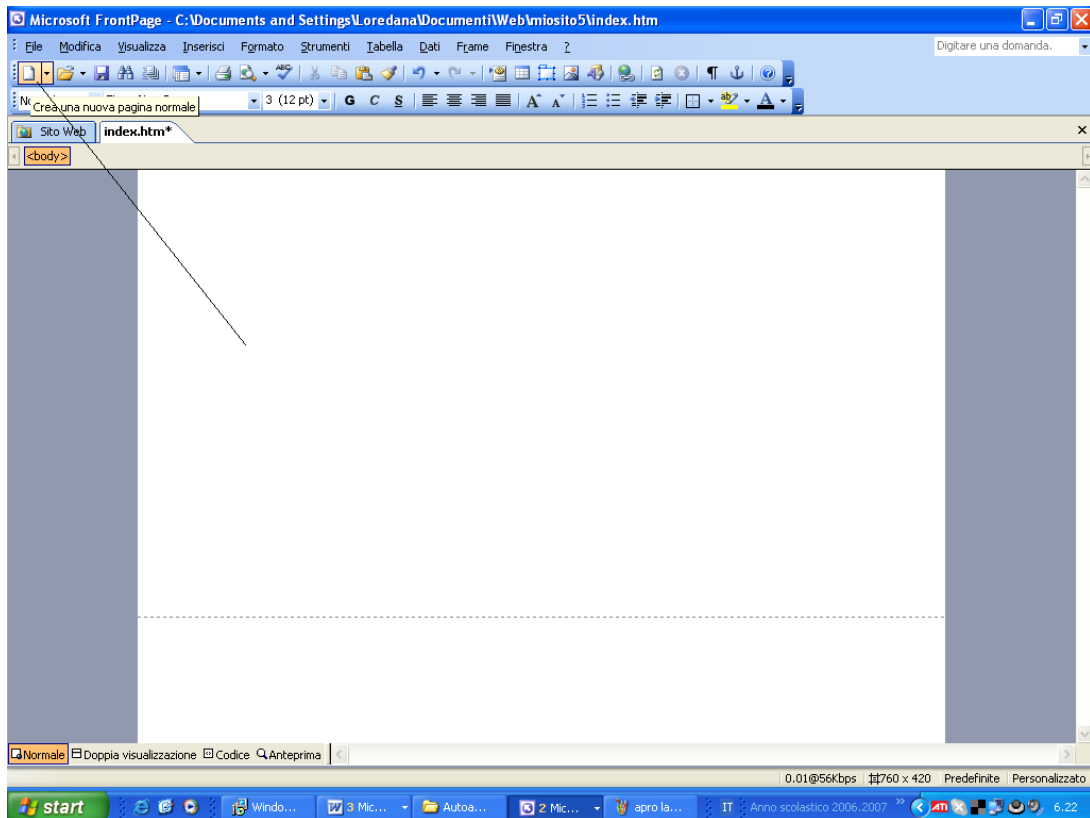 Microsoft FrontPage - C:\Documents and Settings\Loredana\Documenti\Web\miosito5\index.htm
File Modifica Visualizza Inserisci Formato Strumenti Tabella Dati Frame Finestra ? Digitare una domanda.
3 (12 pt) G C S
Crea una nuova pagina normale
Sito Web index.htm*
<body>
Normale Doppia visualizzazione Codice Anteprima
0.01@56Kbps 760 x 420 Predefinite Personalizzato
start Windo... 3 Mic... Autoa... 2 Mic... apro la... IT Anno scolastico 2006.2007 » ATI 6.22